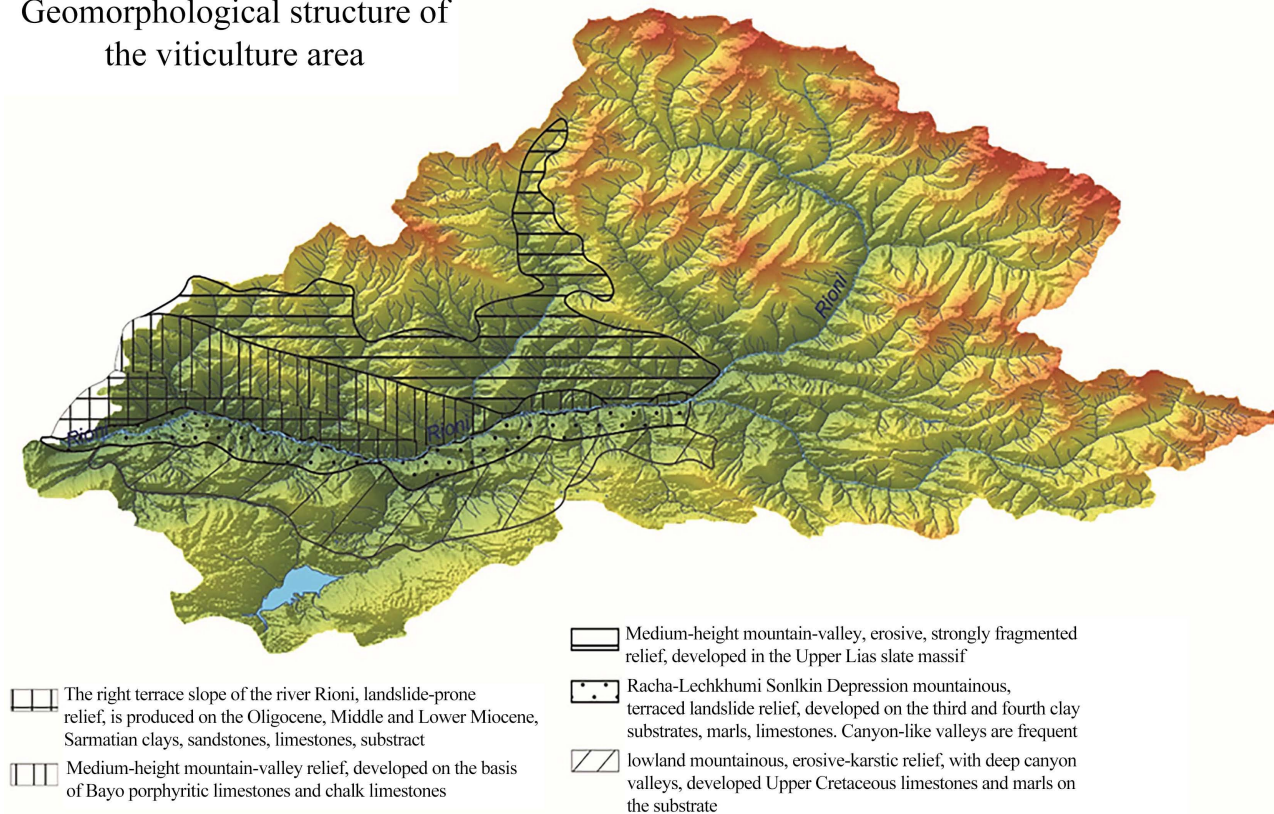 Geomorphological structure of
the viticulture area
Rioni
Rioni
Rioni
The right terrace slope of the river Rioni, landslide-prone
relief, is produced on the Oligocene, Middle and Lower Miocene,
Sarmatian clays, sandstones, limestones, substract
Medium-height mountain-valley relief, developed on the basis
of Bayo porphyritic limestones and chalk limestones
Medium-height mountain-valley, erosive, strongly fragmented
relief, developed in the Upper Lias slate massif
Racha-Lechkhumi Sonlkin Depression mountainous,
terraced landslide relief, developed on the third and fourth clay
substrates, marls, limestones. Canyon-like valleys are frequent
lowland mountainous, erosive-karstic relief, with deep canyon
valleys, developed Upper Cretaceous limestones and marls on
the substrate